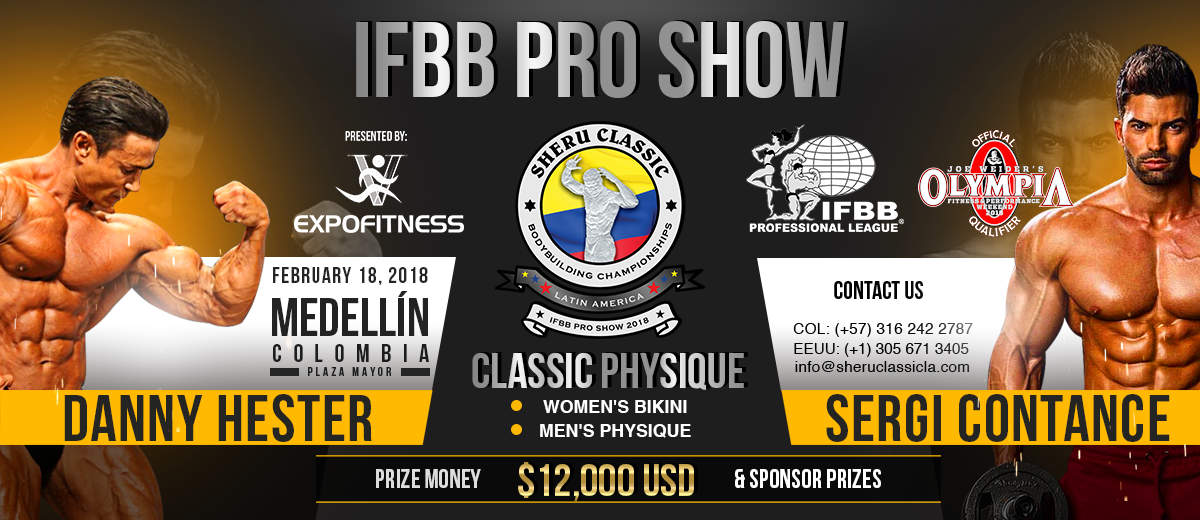 IFBB PRO SHOW
PRESENTED BY:
EXPOFITNESS
SHERU CLASSIC
BODYBUILDING CHAMPIONSHIPS
LATIN AMERICA
IFBB PRO SHOW 2018
IFBB
PROFESSIONAL LEAGUE®
OFFICIAL
JOE WEIDER'S
OLYMPIA
FITNESS & PERFORMANCE
WEEKEND
2018
QUALIFIER
FEBRUARY 18, 2018
MEDELLÍN
COLOMBIA
PLAZA MAYOR
DANNY HESTER
CLASSIC PHYSIQUE
WOMEN'S BIKINI
MEN'S PHYSIQUE
CONTACT US
COL: (+57) 316 242 2787
EEUU: (+1) 305 671 3405
info@sheruclassicla.com
SERGI CONTANCE
PRIZE MONEY $12,000 USD & SPONSOR PRIZES